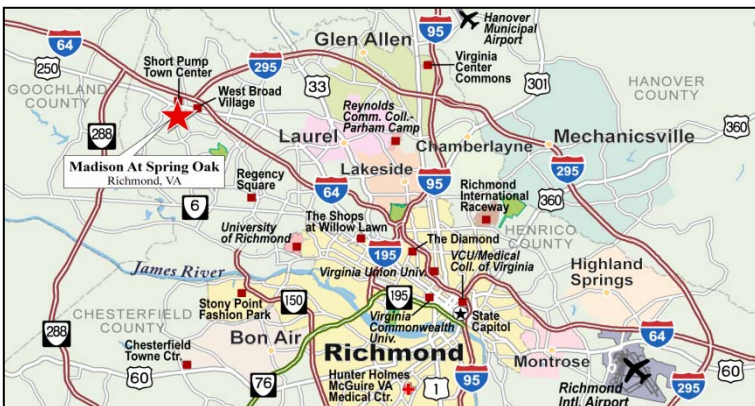 Hanover
Municipal
Airport
64
95
Glen Allen
Short Pump
Town Center
250
295
Virginia
Center
Commons
GOOCHLAND
COUNTY
West Broad
Village
33
301
HANOVER
COUNTY
Reynolds
Comm. Coll.-
Parham Camp
288
Laurel
Chamberlayne
Mechanicsville
360
Madison At Spring Oak
Richmond, VA
Lakeside
Regency
Square
64
95
Richmond
International
Raceway
295
360
6
The Shops
at Willow Lawn
University
of Richmond
HENRICO
COUNTY
195
The Diamond
James River
Virginia Union Univ.
VCU/Medical
Coll. of Virginia
Highland
Springs
Stony Point
Fashion Park
150
195
CHESTERFIELD
COUNTY
Virginia
Commonwealth
Univ.
State
Capitol
288
Bon Air
64
Chesterfield
Towne Ctr.
Richmond
Montrose
60
60
76
Hunter Holmes
McGuire VA
Medical Ctr.
1
95
Richmond
Intl. Airport
295